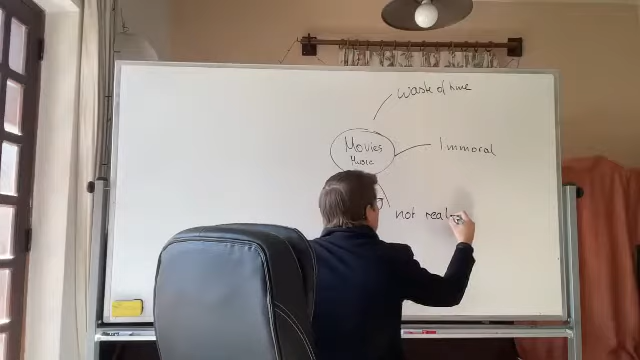 Waste of time
Movies
Music
Immoral
not real